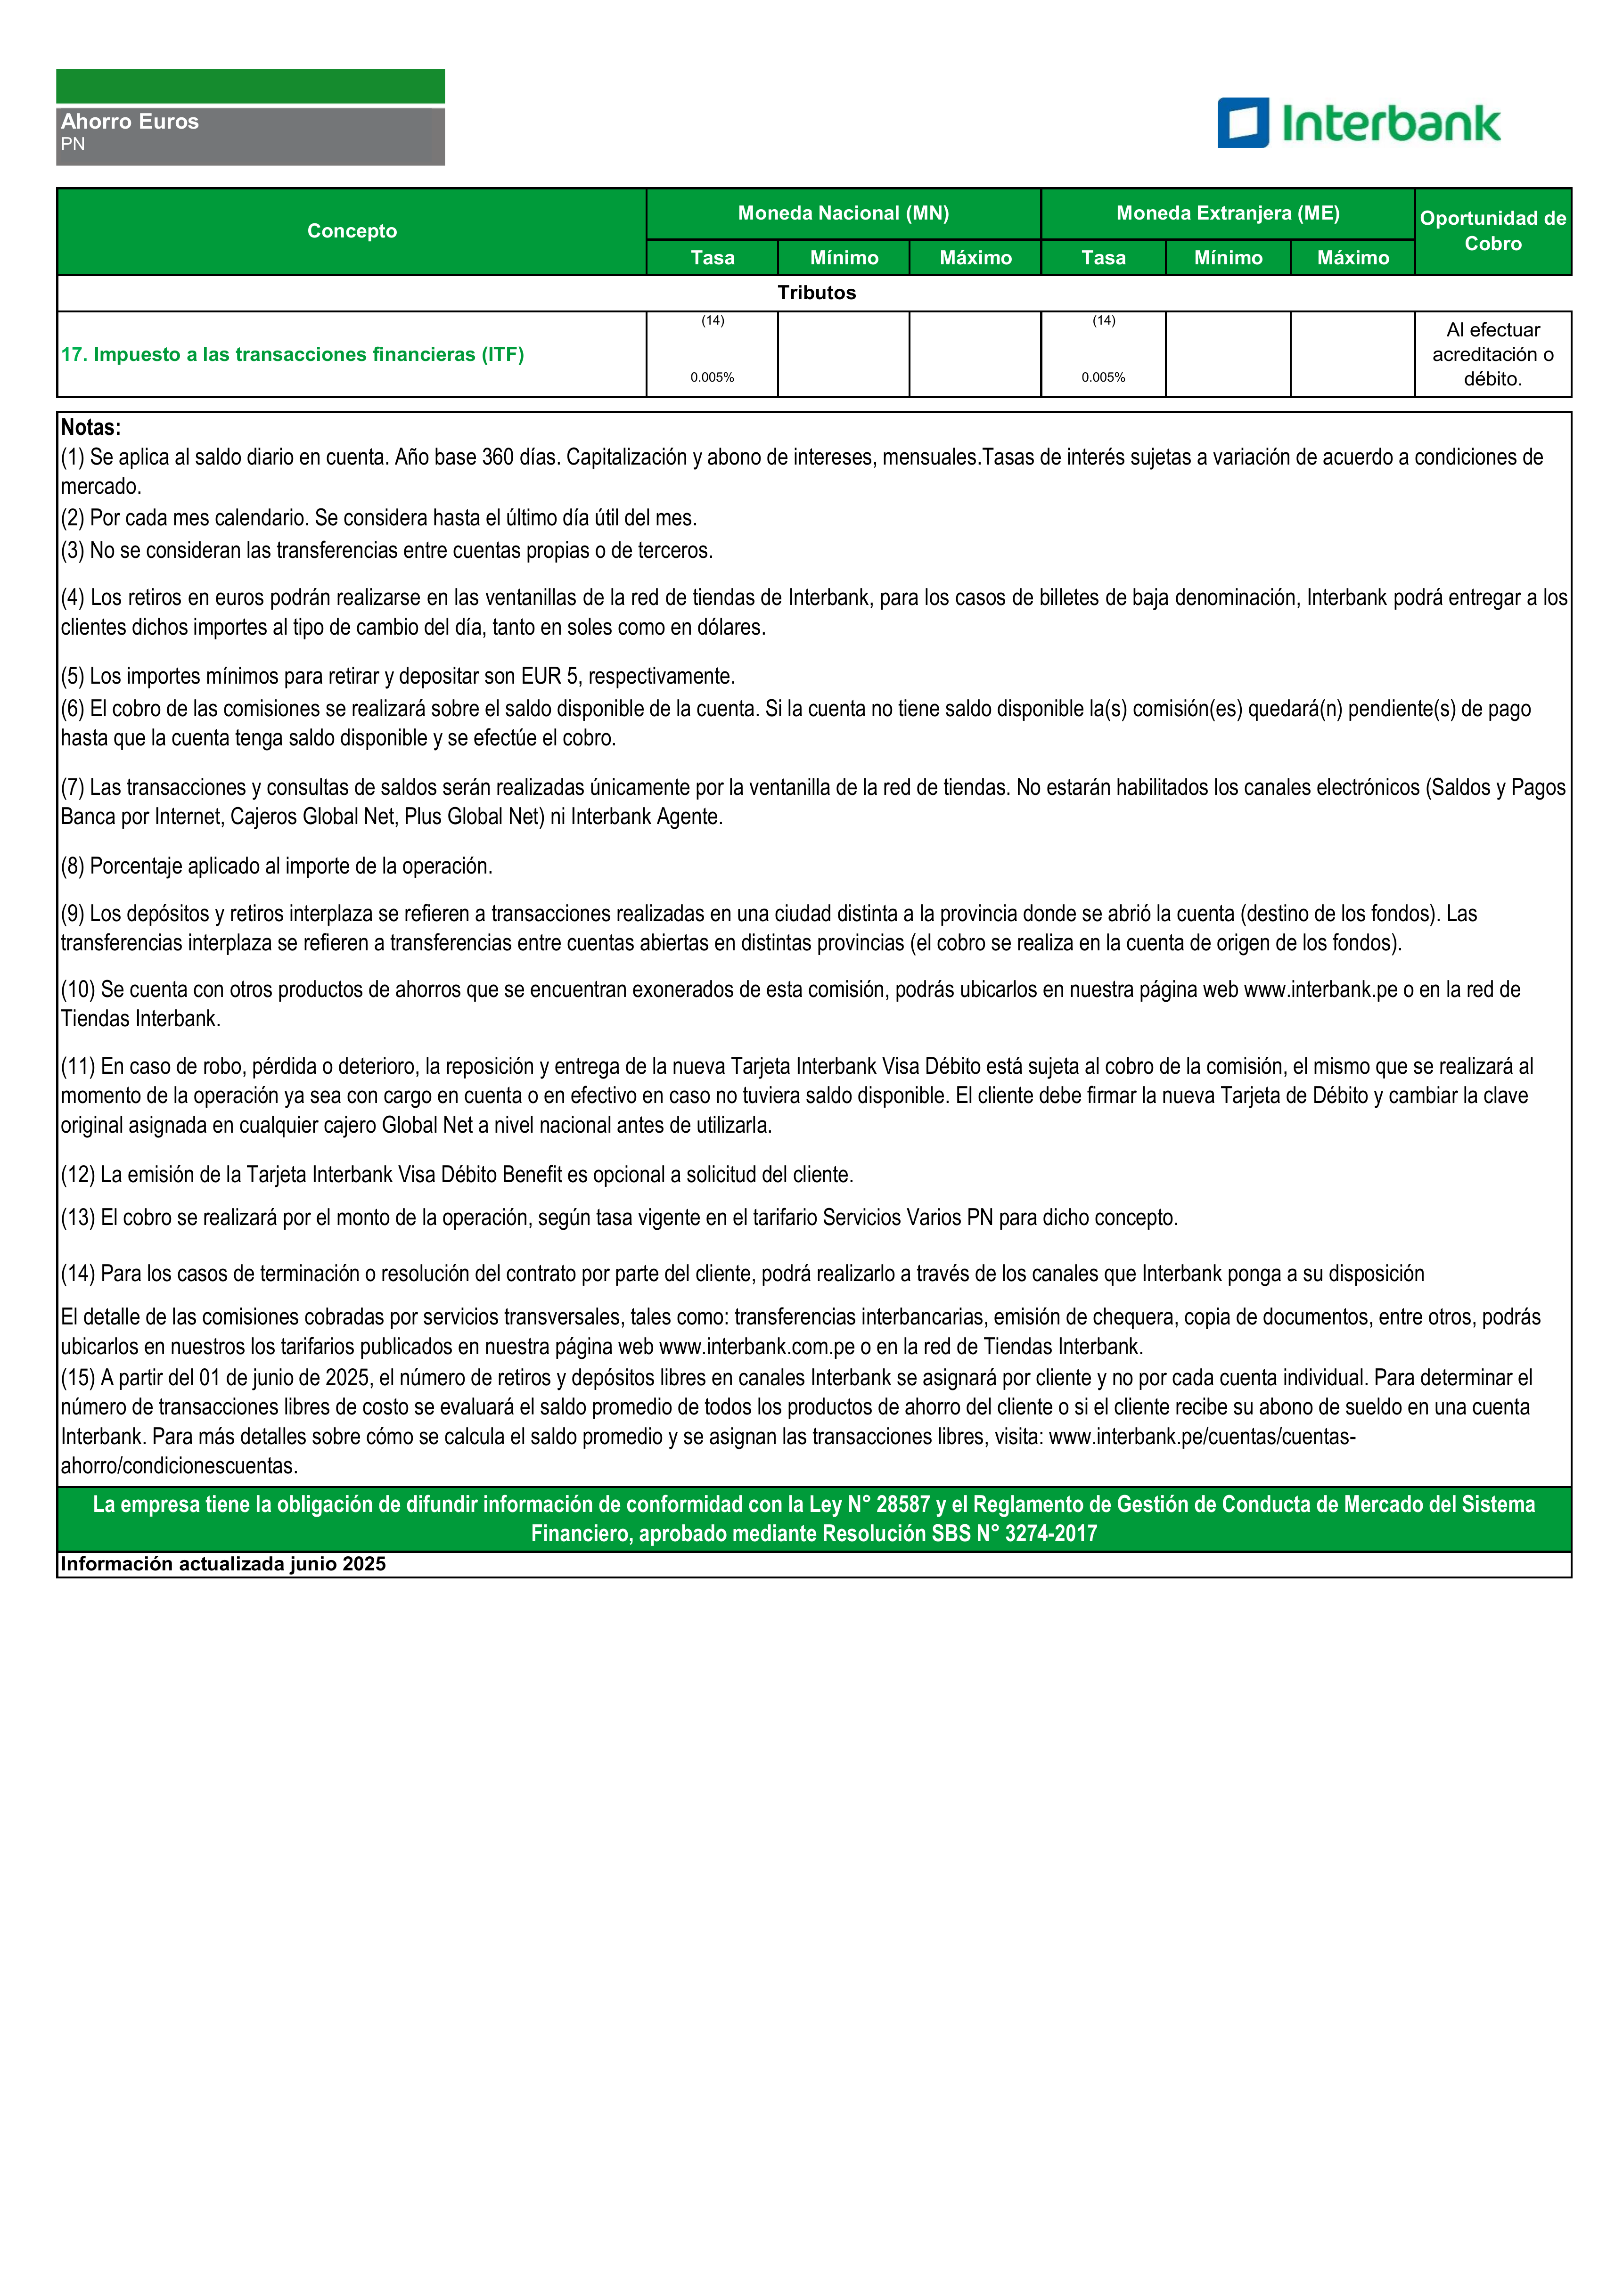 Ahorro Euros
PN
Interbank
Concepto
Moneda Nacional (MN)
Moneda Extranjera (ME)
Oportunidad de
Cobro
Tasa
Mínimo
Máximo
Tasa
Mínimo
Máximo
Tributos
17. Impuesto a las transacciones financieras (ITF)
(14)
0.005%
(14)
0.005%
Al efectuar
acreditación o
débito.
Notas:
(1) Se aplica al saldo diario en cuenta. Año base 360 días. Capitalización y abono de intereses, mensuales.Tasas de interés sujetas a variación de acuerdo a condiciones de
mercado.
(2) Por cada mes calendario. Se considera hasta el último día útil del mes.
(3) No se consideran las transferencias entre cuentas propias o de terceros.
(4) Los retiros en euros podrán realizarse en las ventanillas de la red de tiendas de Interbank, para los casos de billetes de baja denominación, Interbank podrá entregar a los
clientes dichos importes al tipo de cambio del día, tanto en soles como en dólares.
(5) Los importes mínimos para retirar y depositar son EUR 5, respectivamente.
(6) El cobro de las comisiones se realizará sobre el saldo disponible de la cuenta. Si la cuenta no tiene saldo disponible la(s) comisión(es) quedará(n) pendiente(s) de pago
hasta que la cuenta tenga saldo disponible y se efectúe el cobro.
(7) Las transacciones y consultas de saldos serán realizadas únicamente por la ventanilla de la red de tiendas. No estarán habilitados los canales electrónicos (Saldos y Pagos
Banca por Internet, Cajeros Global Net, Plus Global Net) ni Interbank Agente.
(8) Porcentaje aplicado al importe de la operación.
(9) Los depósitos y retiros interplaza se refieren a transacciones realizadas en una ciudad distinta a la provincia donde se abrió la cuenta (destino de los fondos). Las
transferencias interplaza se refieren a transferencias entre cuentas abiertas en distintas provincias (el cobro se realiza en la cuenta de origen de los fondos).
(10) Se cuenta con otros productos de ahorros que se encuentran exonerados de esta comisión, podrás ubicarlos en nuestra página web www.interbank.pe o en la red de
Tiendas Interbank.
(11) En caso de robo, pérdida o deterioro, la reposición y entrega de la nueva Tarjeta Interbank Visa Débito está sujeta al cobro de la comisión, el mismo que se realizará al
momento de la operación ya sea con cargo en cuenta o en efectivo en caso no tuviera saldo disponible. El cliente debe firmar la nueva Tarjeta de Débito y cambiar la clave
original asignada en cualquier cajero Global Net a nivel nacional antes de utilizarla.
(12) La emisión de la Tarjeta Interbank Visa Débito Benefit es opcional a solicitud del cliente.
(13) El cobro se realizará por el monto de la operación, según tasa vigente en el tarifario Servicios Varios PN para dicho concepto.
(14) Para los casos de terminación o resolución del contrato por parte del cliente, podrá realizarlo a través de los canales que Interbank ponga a su disposición
El detalle de las comisiones cobradas por servicios transversales, tales como: transferencias interbancarias, emisión de chequera, copia de documentos, entre otros, podrás
ubicarlos en nuestros los tarifarios publicados en nuestra página web www.interbank.com.pe o en la red de Tiendas Interbank.
(15) A partir del 01 de junio de 2025, el número de retiros y depósitos libres en canales Interbank se asignará por cliente y no por cada cuenta individual. Para determinar el
número de transacciones libres de costo se evaluará el saldo promedio de todos los productos de ahorro del cliente o si el cliente recibe su abono de sueldo en una cuenta
Interbank. Para más detalles sobre cómo se calcula el saldo promedio y se asignan las transacciones libres, visita: www.interbank.pe/cuentas/cuentas-
ahorro/condicionescuentas.
La empresa tiene la obligación de difundir información de conformidad con la Ley N° 28587 y el Reglamento de Gestión de Conducta de Mercado del Sistema
Financiero, aprobado mediante Resolución SBS N° 3274-2017
Información actualizada junio 2025